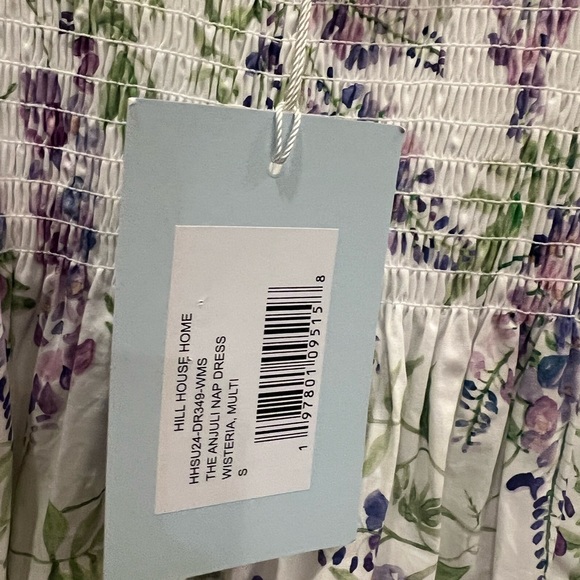 HILL HOUSE HOME
HHSU24-DR349-WMS
THE ANJULI NAP DRESS
WISTERIA, MULTI
S
1 97801 09515 8